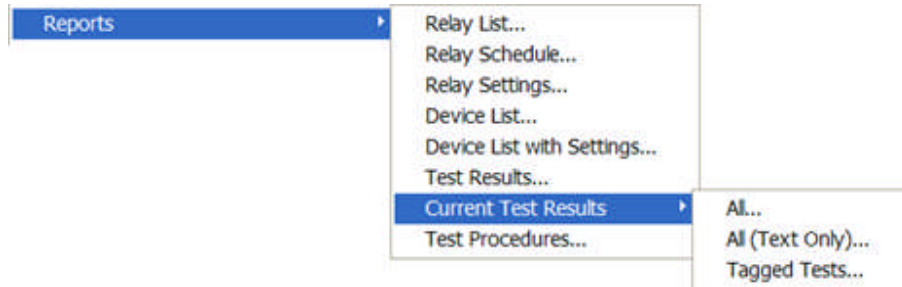 Reports
Relay List...
Relay Schedule...
Relay Settings...
Device List...
Device List with Settings...
Test Results...
Current Test Results
Test Procedures...
All...
All (Text Only)...
Tagged Tests...